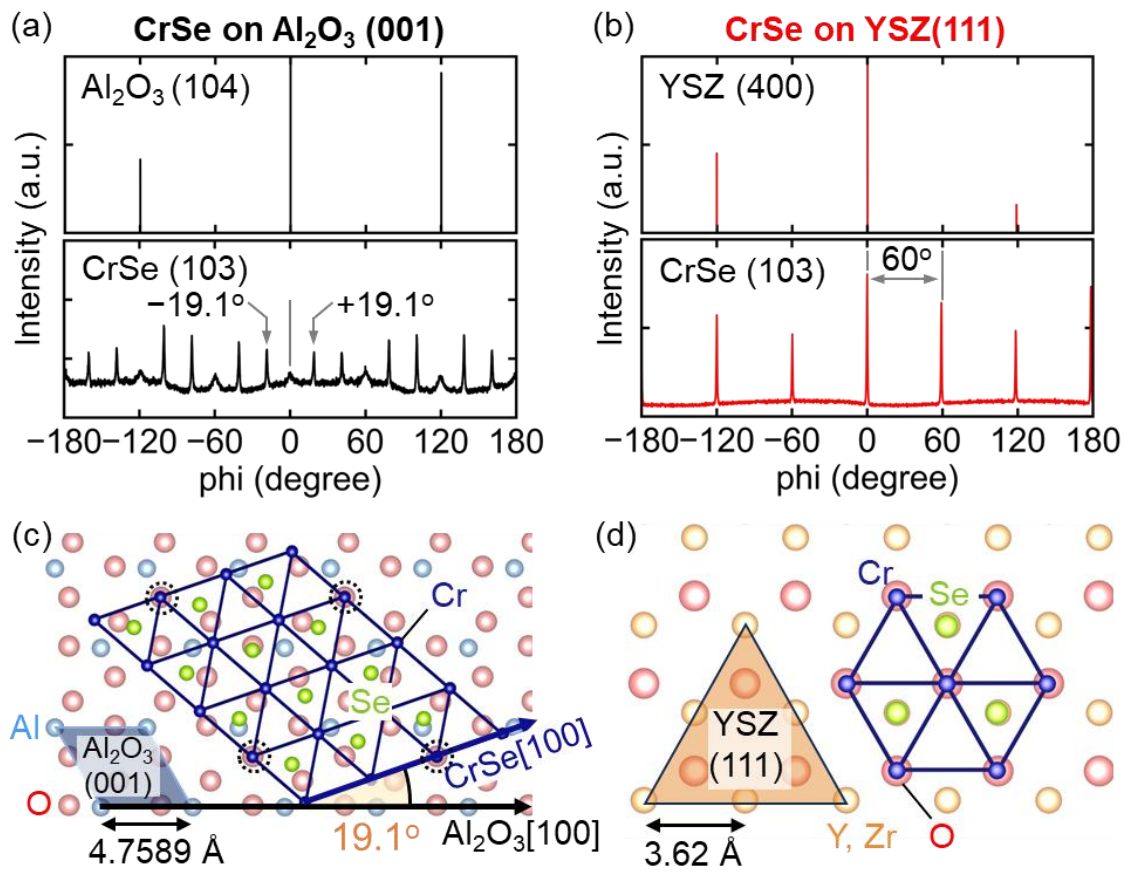 (a) CrSe on Al₂O₃ (001)
Al₂O₃ (104)
CrSe (103)
−19.1° +19.1°
Intensity (a.u.)
−180 −120 −60 0 60 120 180
phi (degree)
(b) CrSe on YSZ(111)
YSZ (400)
CrSe (103) 60°
Intensity (a.u.)
−180 −120 −60 0 60 120 180
phi (degree)
(c)
Cr
Se
Al
Al₂O₃
(001)
CrSe[100]
O
19.1° Al₂O₃[100]
4.7589 Å
(d)
Cr Se
YSZ
(111)
Y, Zr O
3.62 Å